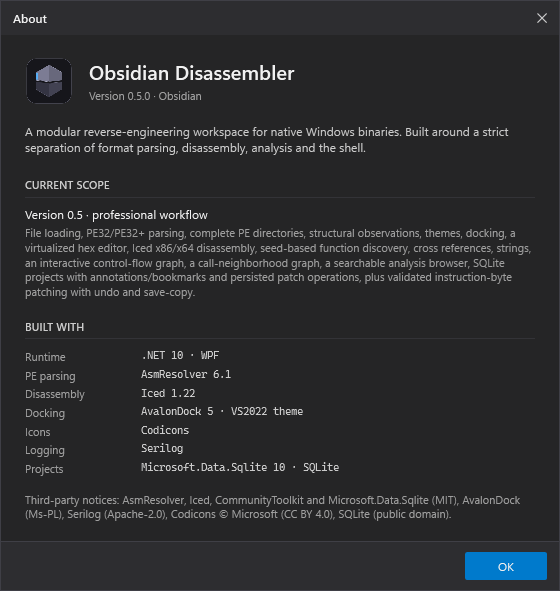 About
Obsidian Disassembler
Version 0.5.0 · Obsidian
A modular reverse-engineering workspace for native Windows binaries. Built around a strict
separation of format parsing, disassembly, analysis and the shell.
CURRENT SCOPE
Version 0.5 · professional workflow
File loading, PE32/PE32+ parsing, complete PE directories, structural observations, themes, docking, a
virtualized hex editor, Iced x86/x64 disassembly, seed-based function discovery, cross references, strings,
an interactive control-flow graph, a call-neighborhood graph, a searchable analysis browser, SQLite
projects with annotations/bookmarks and persisted patch operations, plus validated instruction-byte
patching with undo and save-copy.
BUILT WITH
Runtime .NET 10 · WPF
PE parsing AsmResolver 6.1
Disassembly Iced 1.22
Docking AvalonDock 5 · VS2022 theme
Icons Codicons
Logging Serilog
Projects Microsoft.Data.Sqlite 10 · SQLite
Third-party notices: AsmResolver, Iced, CommunityToolkit and Microsoft.Data.Sqlite (MIT), AvalonDock
(Ms-PL), Serilog (Apache-2.0), Codicons © Microsoft (CC BY 4.0), SQLite (public domain).
OK